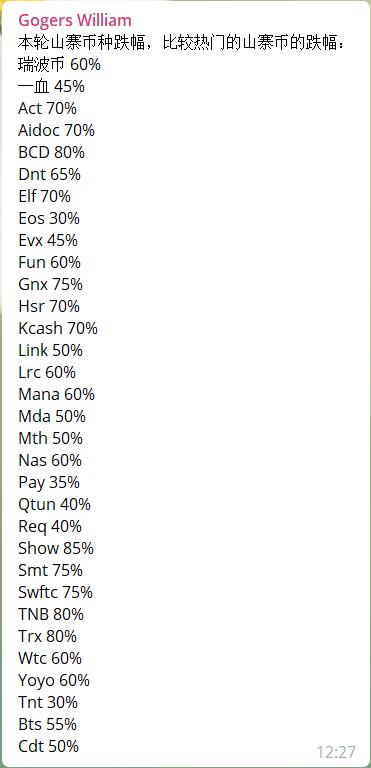 Gogers William
本轮山寨币种跌幅，比较热门的山寨币的跌幅：
瑞波币 60%
一血 45%
Act 70%
Aidoc 70%
BCD 80%
Dnt 65%
Elf 70%
Eos 30%
Evx 45%
Fun 60%
Gnx 75%
Hsr 70%
Kcash 70%
Link 50%
Lrc 60%
Mana 60%
Mda 50%
Mth 50%
Nas 60%
Pay 35%
Qtun 40%
Req 40%
Show 85%
Smt 75%
Swftc 75%
TNB 80%
Trx 80%
Wtc 60%
Yoyo 60%
Tnt 30%
Bts 55%
Cdt 50%
12:27